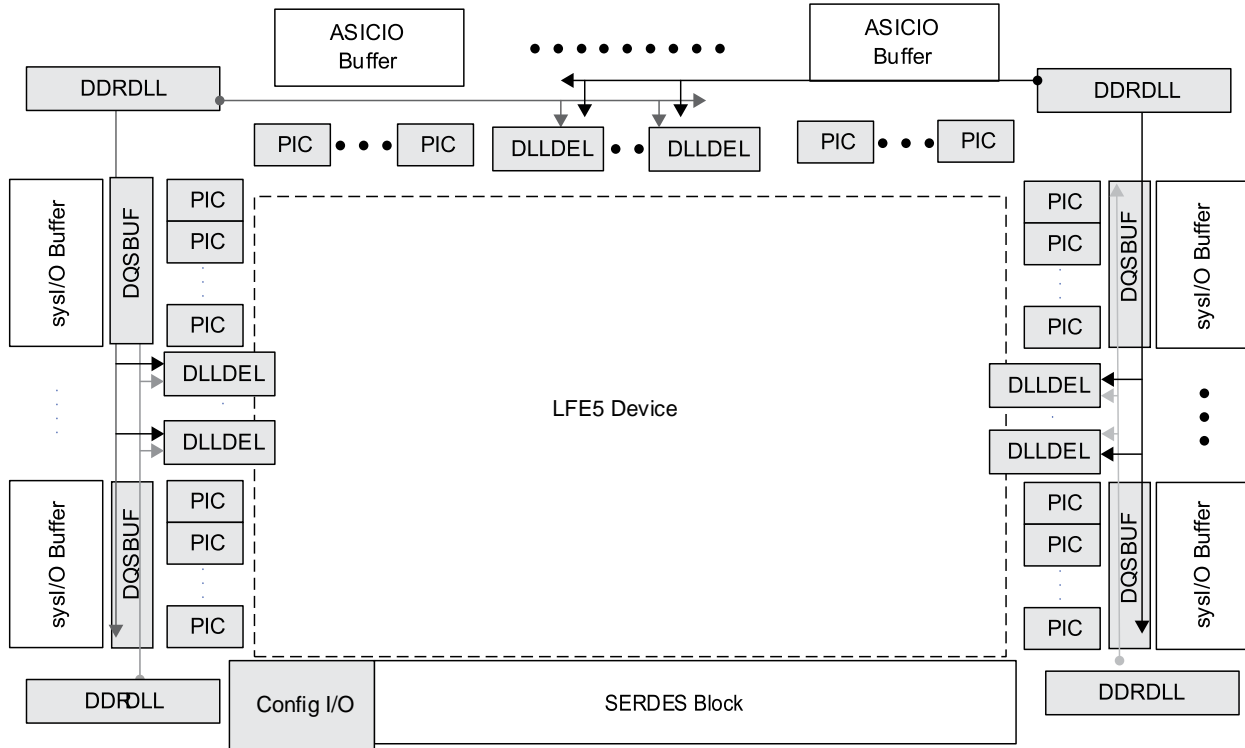 ASICIO
Buffer
ASICIO
Buffer
DDRDLL
DDRDLL
PIC
PIC
DLLDEL
DLLDEL
PIC
PIC
sysI/O Buffer
DQSBUF
PIC
PIC
PIC
PIC
PIC
PIC
DQSBUF
sysI/O Buffer
DLLDEL
DLLDEL
LFE5 Device
DLLDEL
DLLDEL
sysI/O Buffer
DQSBUF
PIC
PIC
PIC
PIC
PIC
PIC
DQSBUF
sysI/O Buffer
DDRDLL
Config I/O
SERDES Block
DDRDLL